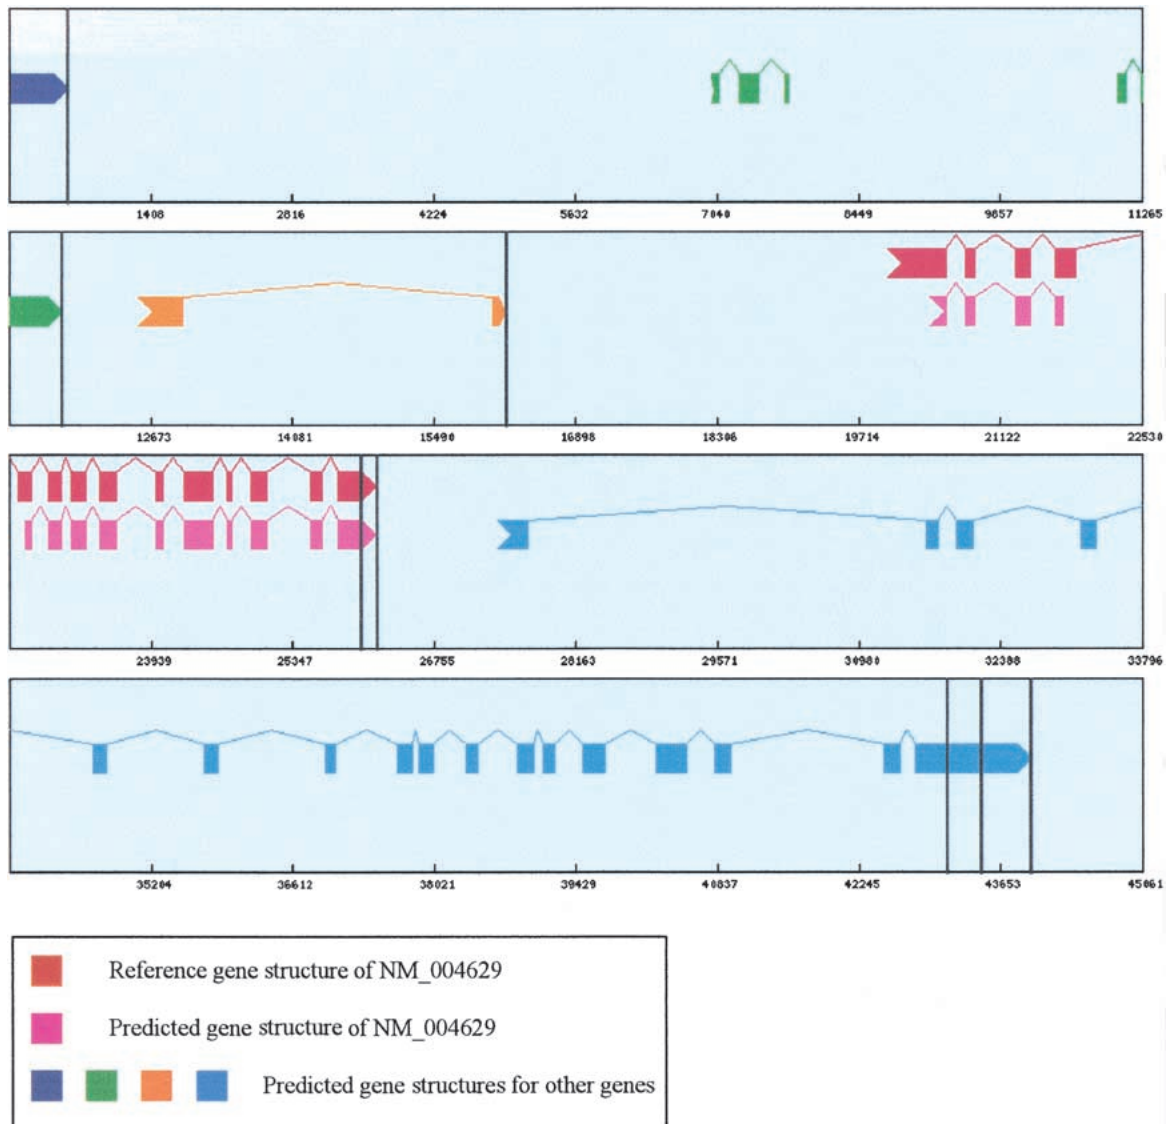 1408 2816 4224 5632 7040 8449 9857 11265
12673 14081 15490 16898 18306 19714 21122 22530
23939 25347 26755 28163 29571 30980 32388 33796
35204 36612 38021 39429 40837 42245 43653 45061
Reference gene structure of NM_004629
Predicted gene structure of NM_004629
Predicted gene structures for other genes